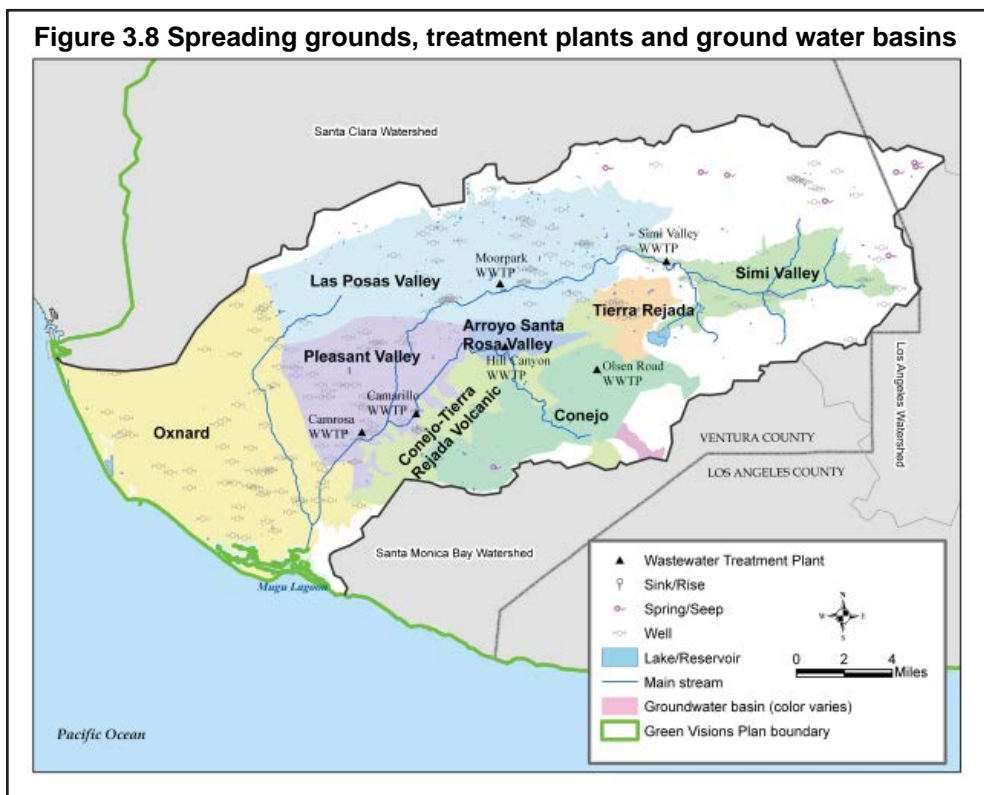 Figure 3.8 Spreading grounds, treatment plants and ground water basins
Santa Clara Watershed
Simi Valley
WWTP
Moorpark
WWTP
Simi Valley
Las Posas Valley
Tierra Rejada
Arroyo Santa
Rosa Valley
Pleasant Valley
Hill Canyon
WWTP
Olsen Road
WWTP
Los Angeles Watershed
Camarillo
WWTP
Conejo-Tierra
Rejada Volcanic
Conejo
Camrosa
WWTP
Oxnard
VENTURA COUNTY
LOS ANGELES COUNTY
Santa Monica Bay Watershed
Mugu Lagoon
Pacific Ocean
Wastewater Treatment Plant
Sink/Rise
Spring/Seep
Well
Lake/Reservoir
Main stream
Groundwater basin (color varies)
Green Visions Plan boundary
N
W E
S
0 2 4
Miles